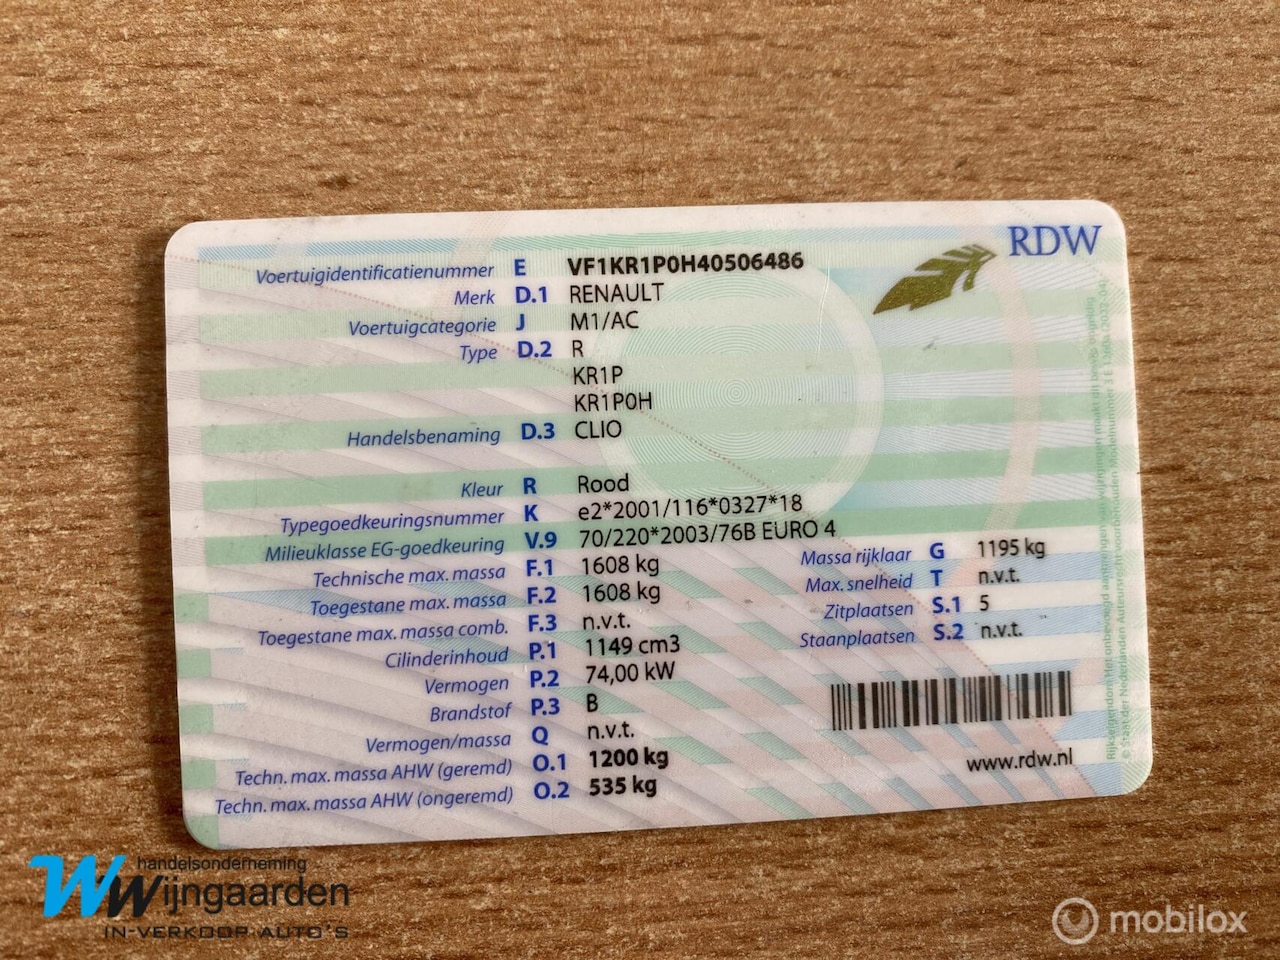 RDW
Voertuigidentificatienummer E VF1KR1P0H40506486
Merk D.1 RENAULT
Voertuigcategorie J M1/AC
Type D.2 R
KR1P
KR1P0H
Handelsbenaming D.3 CLIO
Kleur R Rood
Typegoedkeuringsnummer K e2*2001/116*0327*18
Milieuklasse EG-goedkeuring V.9 70/220*2003/76B EURO 4
Technische max. massa F.1 1608 kg
Toegestane max. massa F.2 1608 kg
Toegestane max. massa comb. F.3 n.v.t.
Cilinderinhoud P.1 1149 cm3
Vermogen P.2 74,00 kW
Brandstof P.3 B
Vermogen/massa Q n.v.t.
Techn. max. massa AHW (geremd) O.1 1200 kg
Techn. max. massa AHW (ongeremd) O.2 535 kg
Massa rijklaar G 1195 kg
Max. snelheid T n.v.t.
Zitplaatsen S.1 5
Staanplaatsen S.2 n.v.t.
www.rdw.nl
handelsonderneming
Wijngaarden
IN-VERKOOP AUTO'S
mobilox